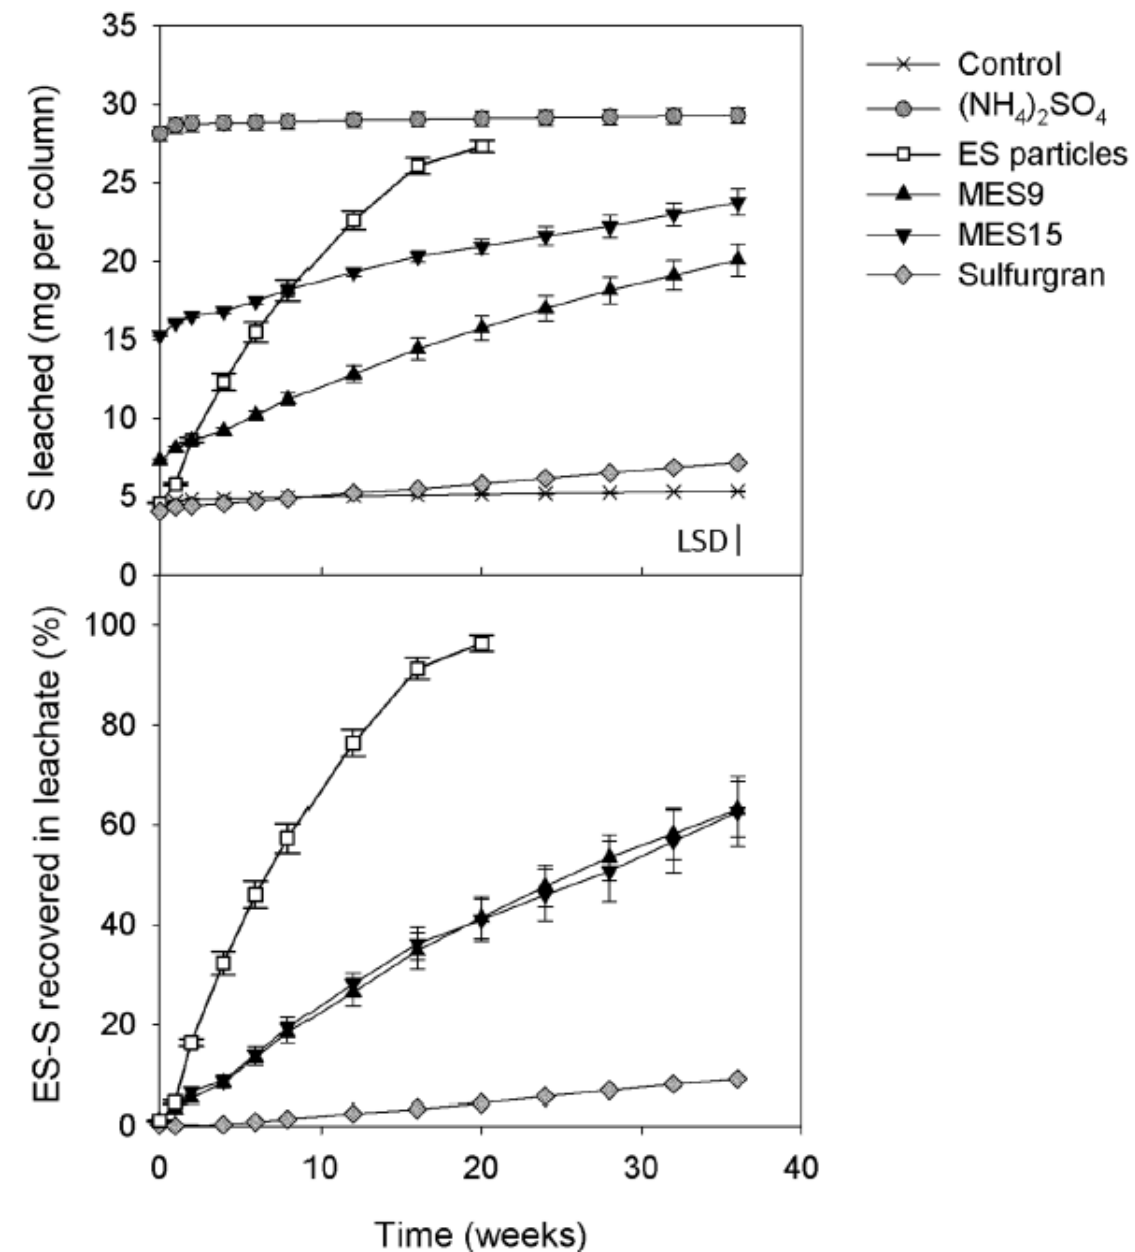 S leached (mg per column)
35
30
25
20
15
10
5
0
LSD
Control
(NH₄)₂SO₄
ES particles
MES9
MES15
Sulfurgran
ES-S recovered in leachate (%)
100
80
60
40
20
0
0 10 20 30 40
Time (weeks)